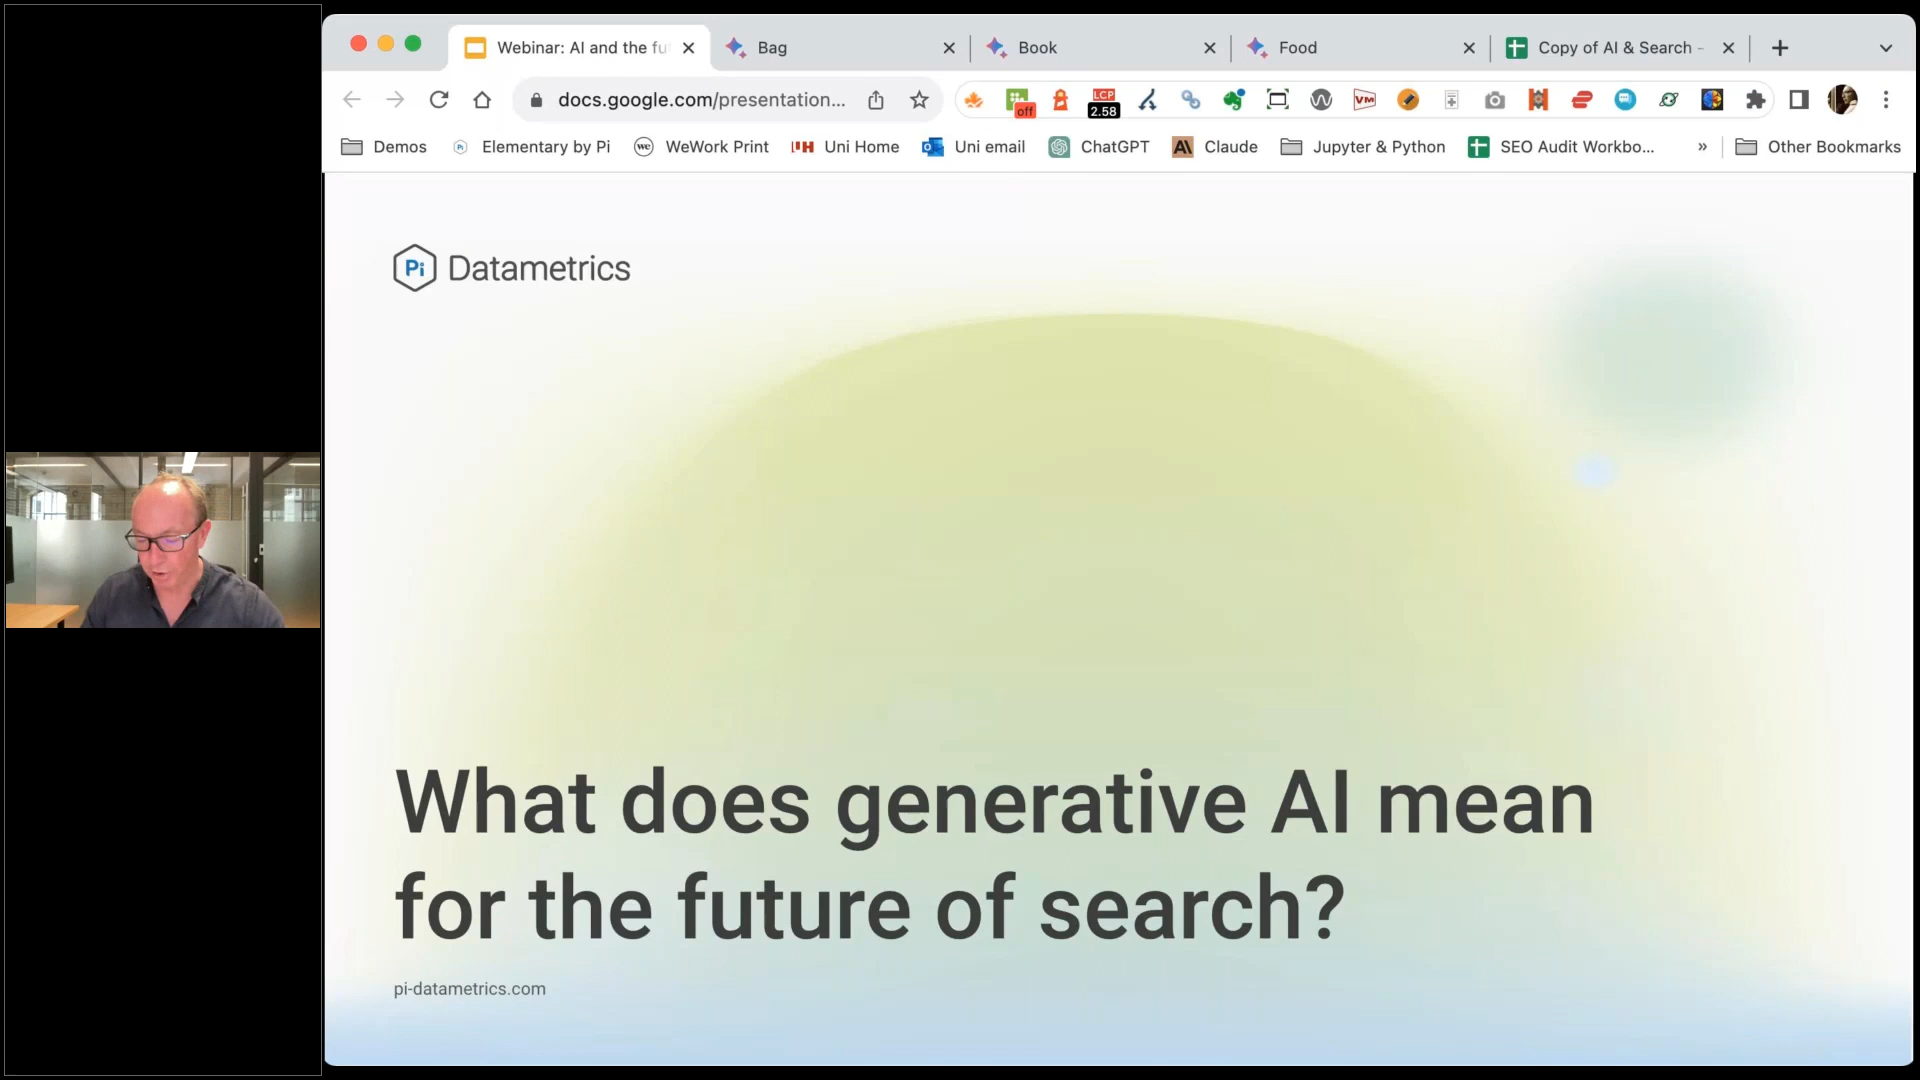 Webinar: AI and the fu
Bag
Book
Food
Copy of AI & Search -
docs.google.com/presentation...
off
LCP
2.58
VM
Demos
Pi
Elementary by Pi
WeWork Print
Uni Home
Uni email
ChatGPT
Claude
Jupyter & Python
SEO Audit Workbo...
»
Other Bookmarks
Pi Datametrics
What does generative AI mean
for the future of search?
pi-datametrics.com